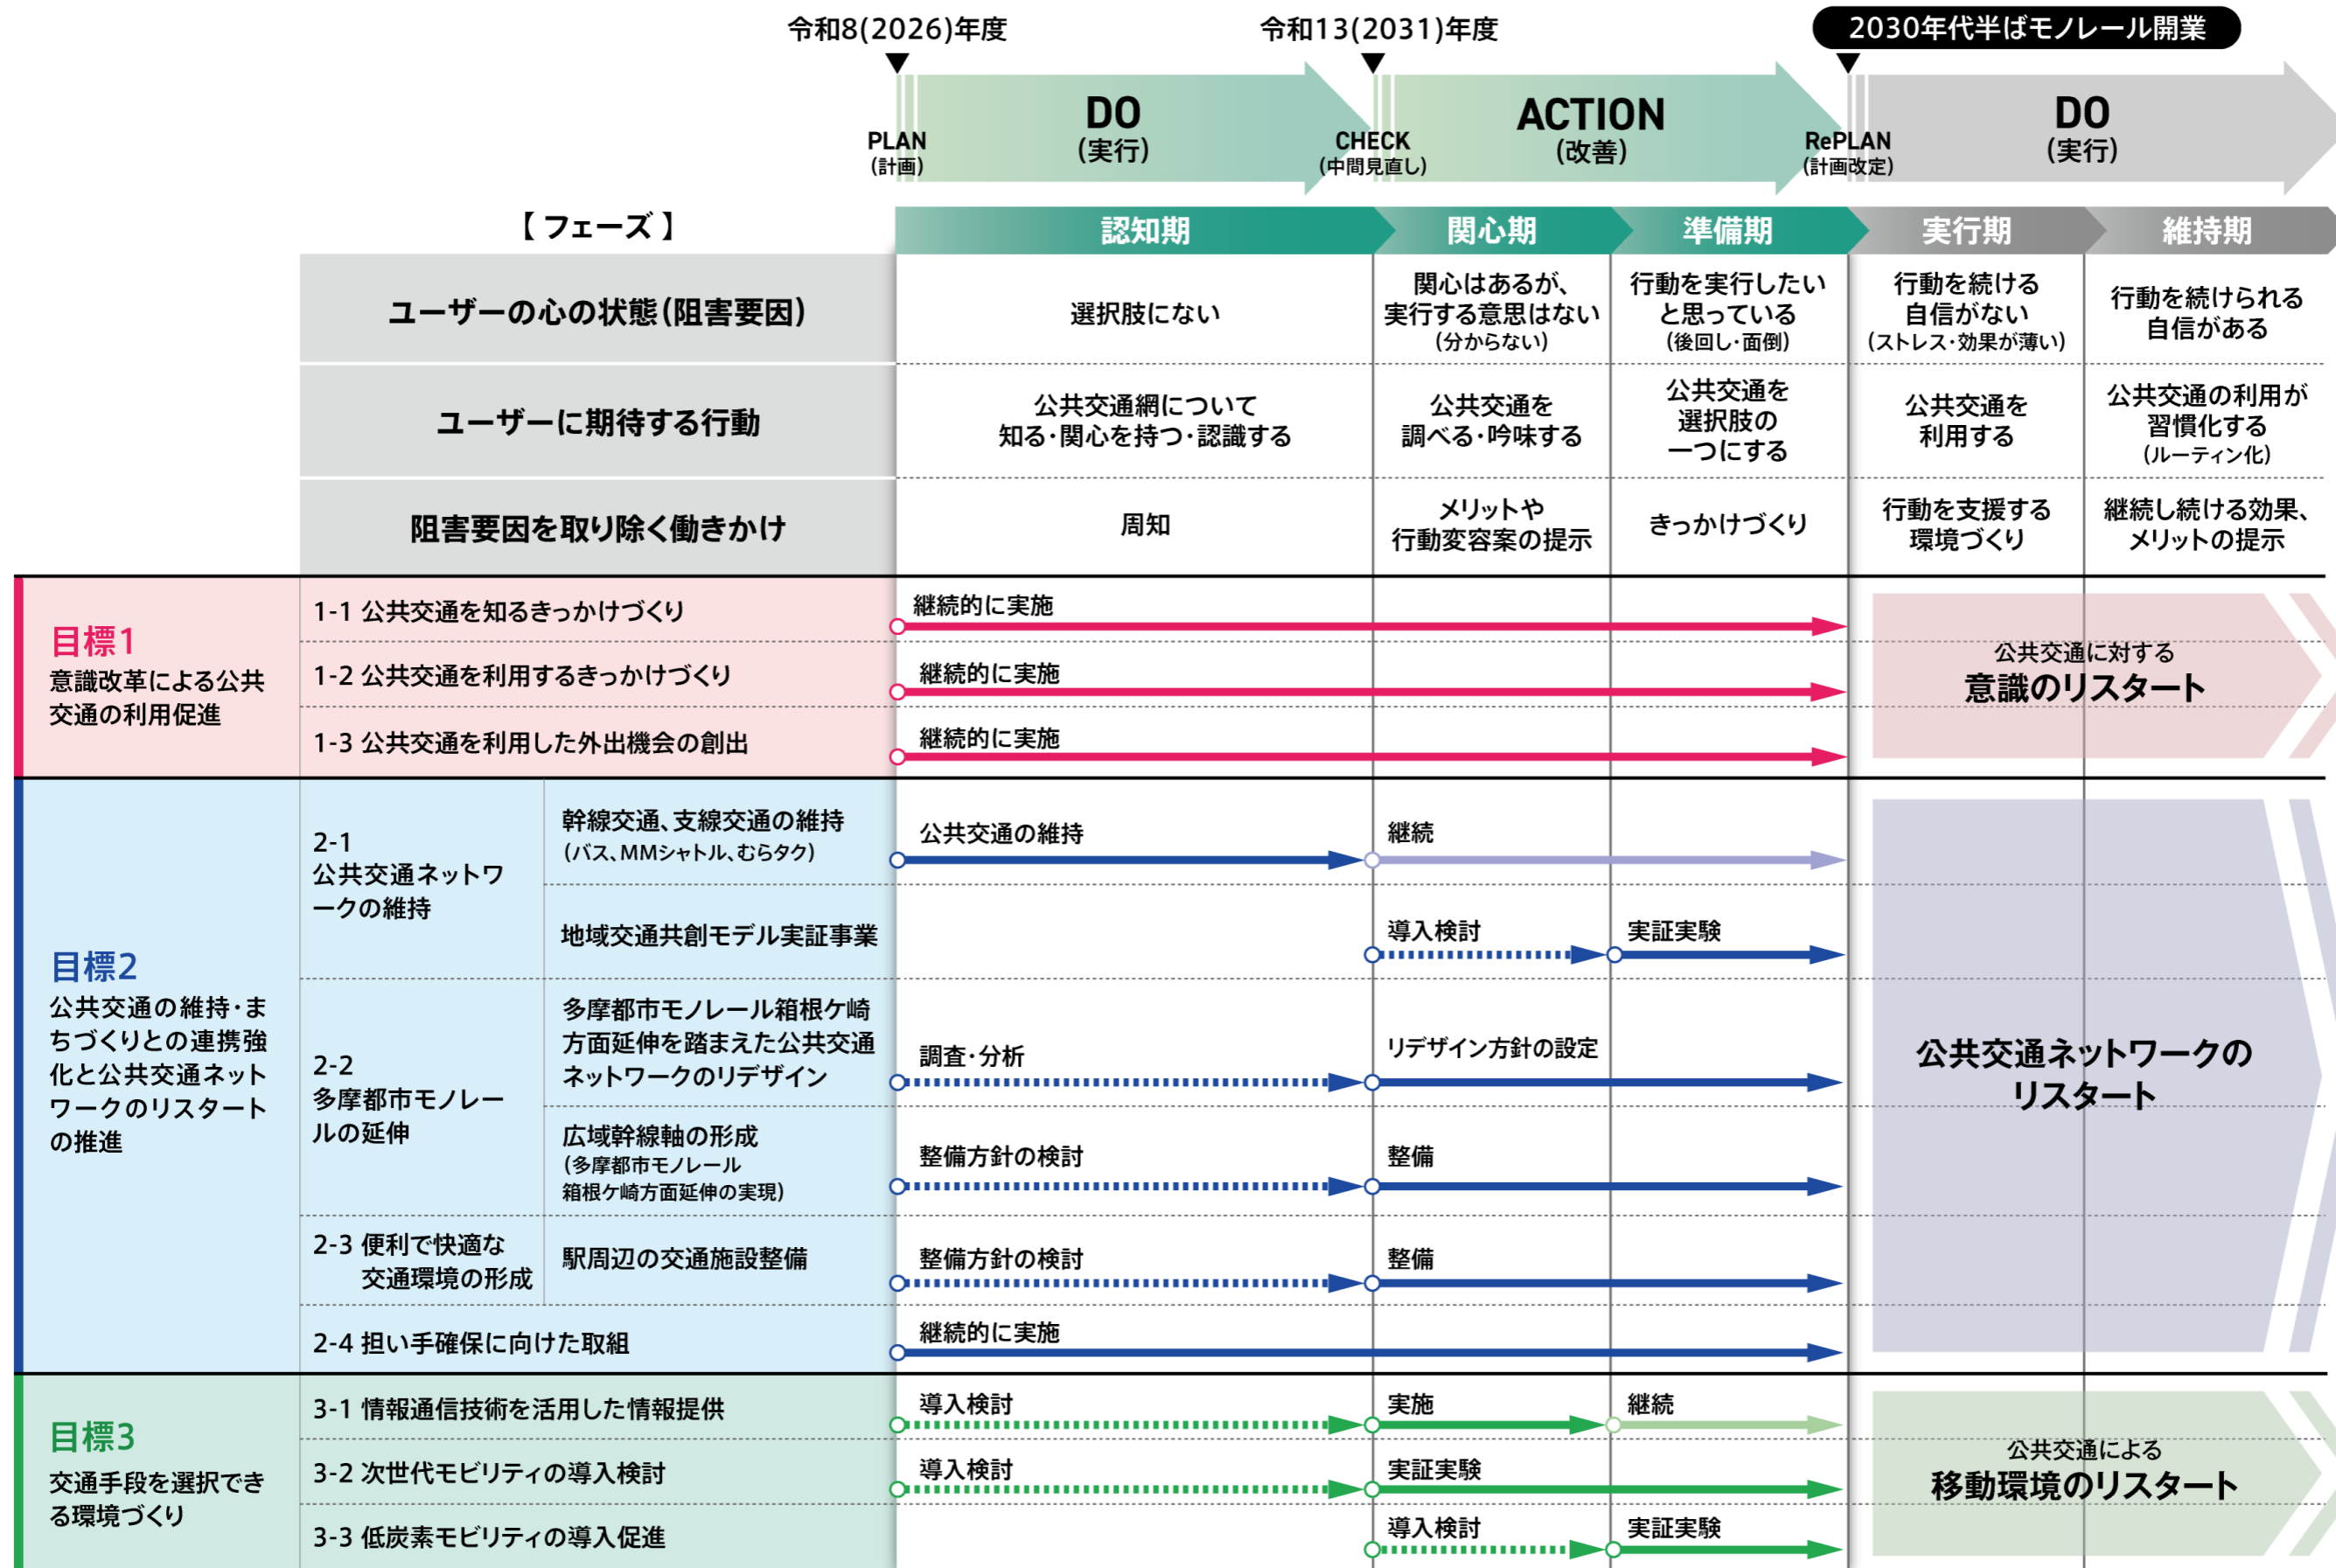 令和8(2026)年度
令和13(2031)年度
2030年代半ばモノレール開業
PLAN
(計画)
DO
(実行)
CHECK
(中間見直し)
ACTION
(改善)
RePLAN
(計画改定)
DO
(実行)
【 フェーズ 】
認知期
関心期
準備期
実行期
維持期
ユーザーの心の状態(阻害要因)
選択肢にない
関心はあるが、
実行する意思はない
(分からない)
行動を実行したい
と思っている
(後回し・面倒)
行動を続ける
自信がない
(ストレス・効果が薄い)
行動を続けられる
自信がある
ユーザーに期待する行動
公共交通網について
知る・関心を持つ・認識する
公共交通を
調べる・吟味する
公共交通を
選択肢の
一つにする
公共交通を
利用する
公共交通の利用が
習慣化する
(ルーティン化)
阻害要因を取り除く働きかけ
周知
メリットや
行動変容案の提示
きっかけづくり
行動を支援する
環境づくり
継続し続ける効果、
メリットの提示
目標1
意識改革による公共
交通の利用促進
1-1 公共交通を知るきっかけづくり
継続的に実施
1-2 公共交通を利用するきっかけづくり
継続的に実施
1-3 公共交通を利用した外出機会の創出
継続的に実施
公共交通に対する
意識のリスタート
目標2
公共交通の維持・ま
ちづくりとの連携強
化と公共交通ネット
ワークのリスタート
の推進
2-1
公共交通ネットワ
ークの維持
幹線交通、支線交通の維持
(バス、MMシャトル、むらタク)
公共交通の維持
継続
地域交通共創モデル実証事業
導入検討
実証実験
2-2
多摩都市モノレー
ルの延伸
多摩都市モノレール箱根ケ崎
方面延伸を踏まえた公共交通
ネットワークのリデザイン
調査・分析
リデザイン方針の設定
広域幹線軸の形成
(多摩都市モノレール
箱根ケ崎方面延伸の実現)
整備方針の検討
整備
2-3 便利で快適な
交通環境の形成
駅周辺の交通施設整備
整備方針の検討
整備
2-4 担い手確保に向けた取組
継続的に実施
公共交通ネットワークの
リスタート
目標3
交通手段を選択でき
る環境づくり
3-1 情報通信技術を活用した情報提供
導入検討
実施
継続
3-2 次世代モビリティの導入検討
導入検討
実証実験
3-3 低炭素モビリティの導入促進
導入検討
実証実験
公共交通による
移動環境のリスタート